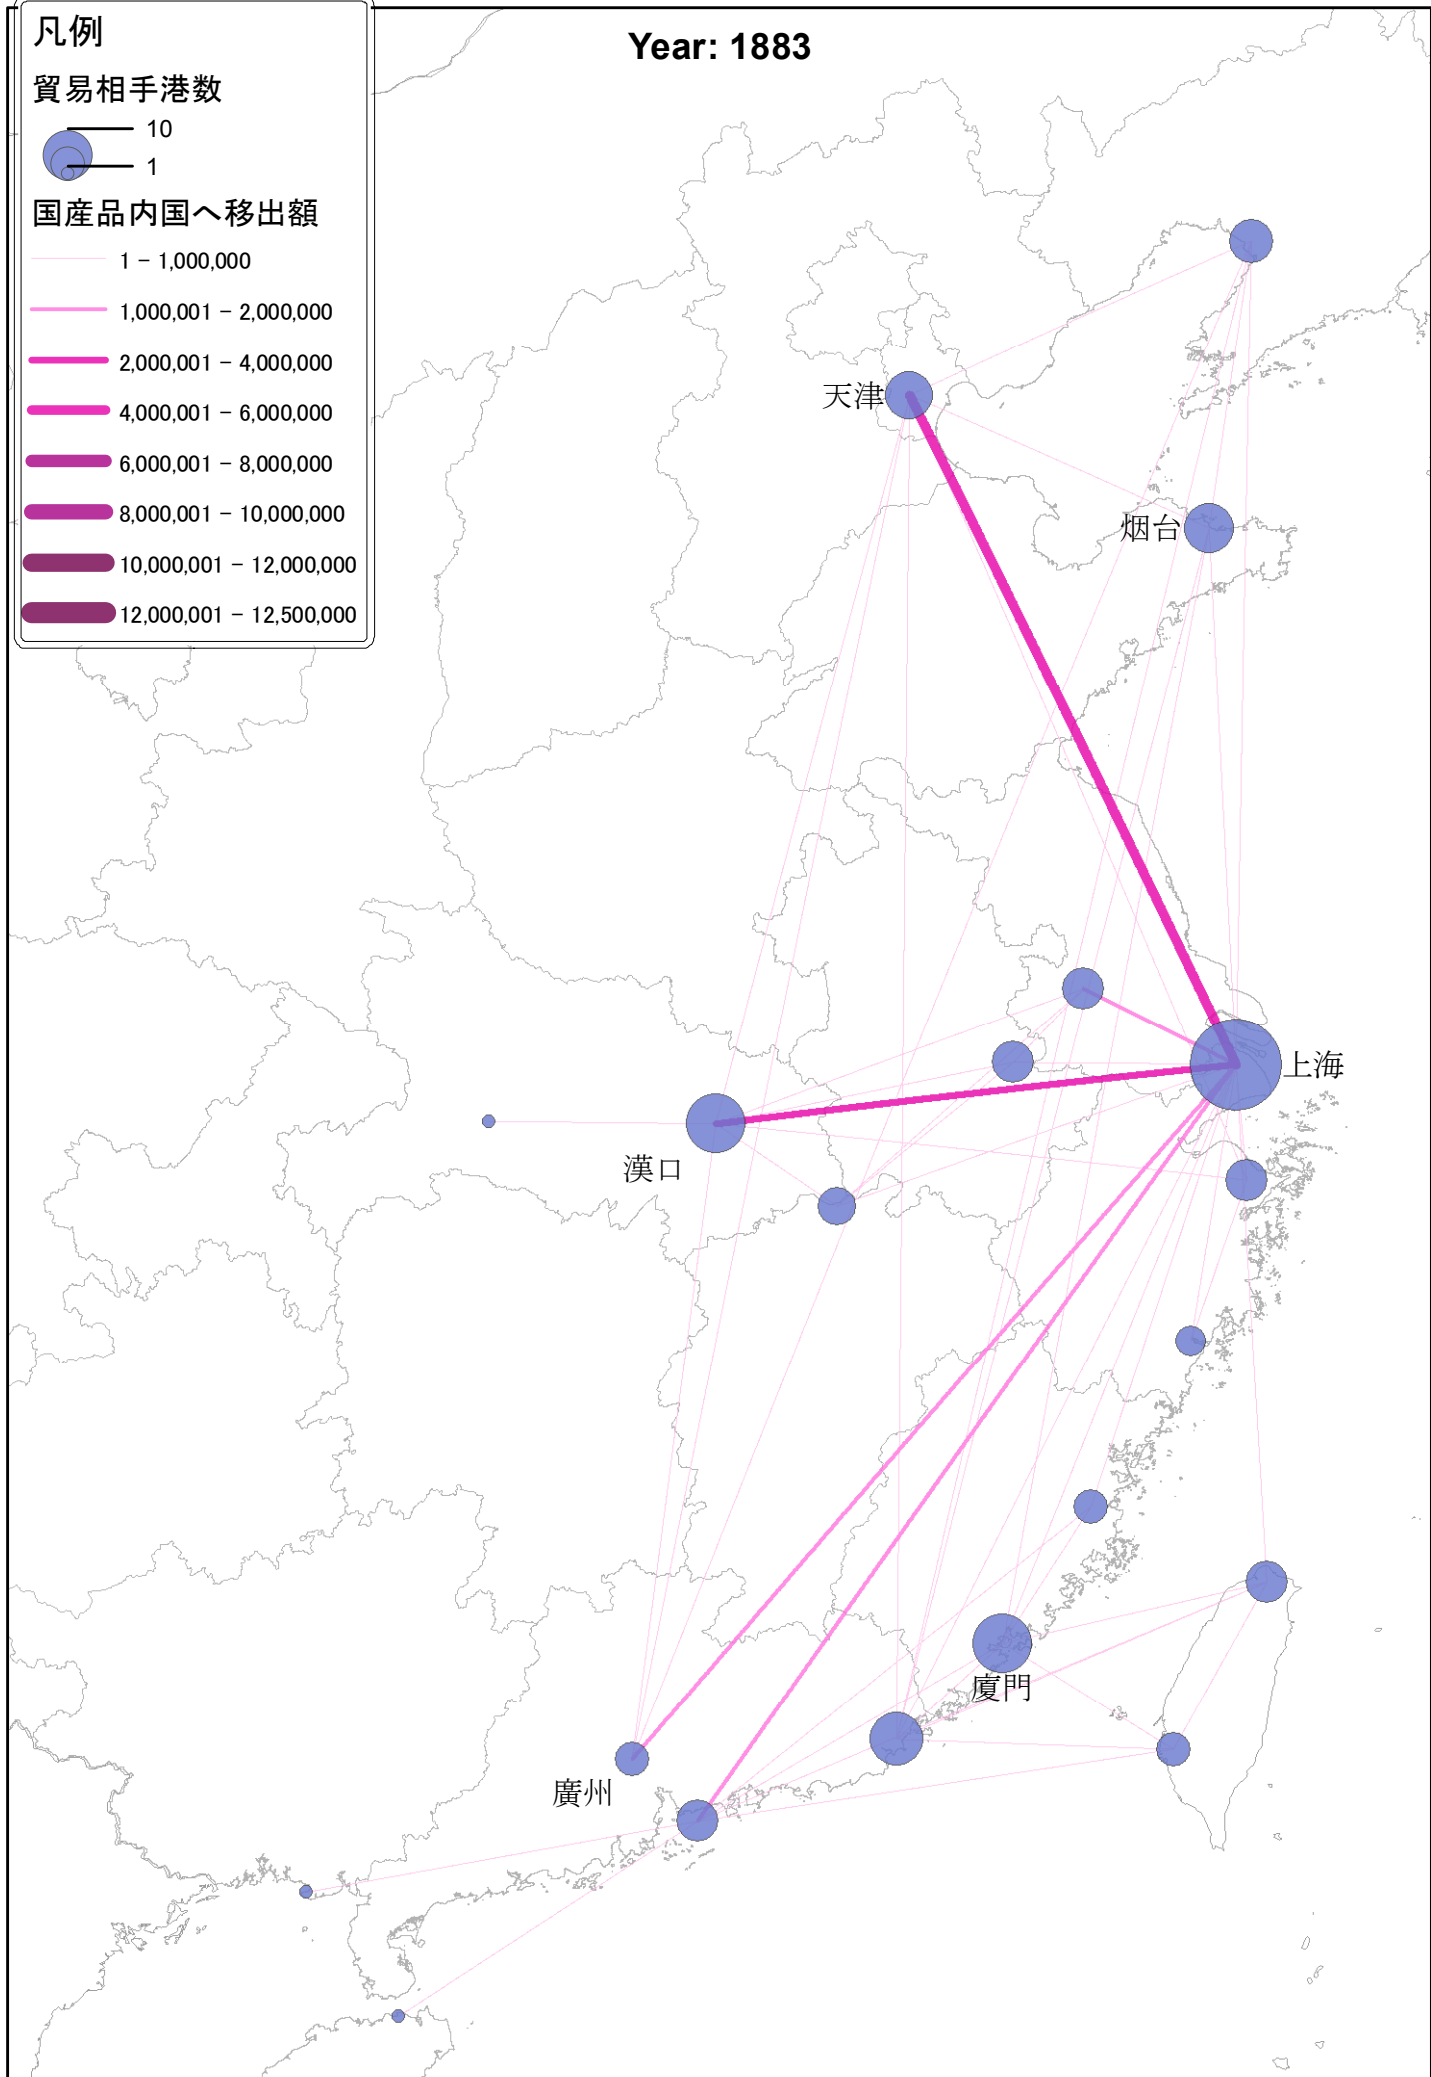 凡例
貿易相手港数
10
1
国産品内国へ移出額
1 − 1,000,000
1,000,001 − 2,000,000
2,000,001 − 4,000,000
4,000,001 − 6,000,000
6,000,001 − 8,000,000
8,000,001 − 10,000,000
10,000,001 − 12,000,000
12,000,001 − 12,500,000
Year: 1883
天津
烟台
上海
漢口
廈門
廣州